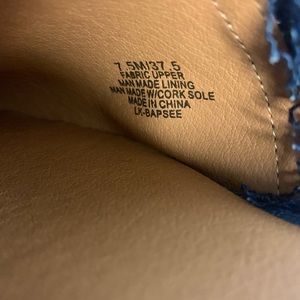 7.5M/37.5
FABRIC UPPER
MAN MADE LINING
MAN MADE W/CORK SOLE
MADE IN CHINA
LK-BAPSEE